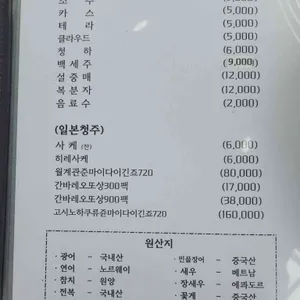 소 주 (5,000)
카 스 (5,000)
테 라 (5,000)
클라우드 (5,000)
청 하 (6,000)
백 세 주 (9,000)
설 중 매 (12,000)
복 분 자 (12,000)
음 료 수 (2,000)
(일본청주)
사 케 (잔) (6,000)
히레사케 (6,000)
월계관준마이다이긴죠720 (80,000)
간바레오또상300팩 (17,000)
간바레오또상900팩 (38,000)
고시노하쿠류쥰마이다이긴죠720 (160,000)
원산지
· 광어 - 국내산
· 연어 - 노르웨이
· 참치 - 원양
· 전복 - 국내산
· 민물장어 - 중국산
· 새우 - 베트남
· 장새우 - 에콰도르
· 꽃게 - 중국산